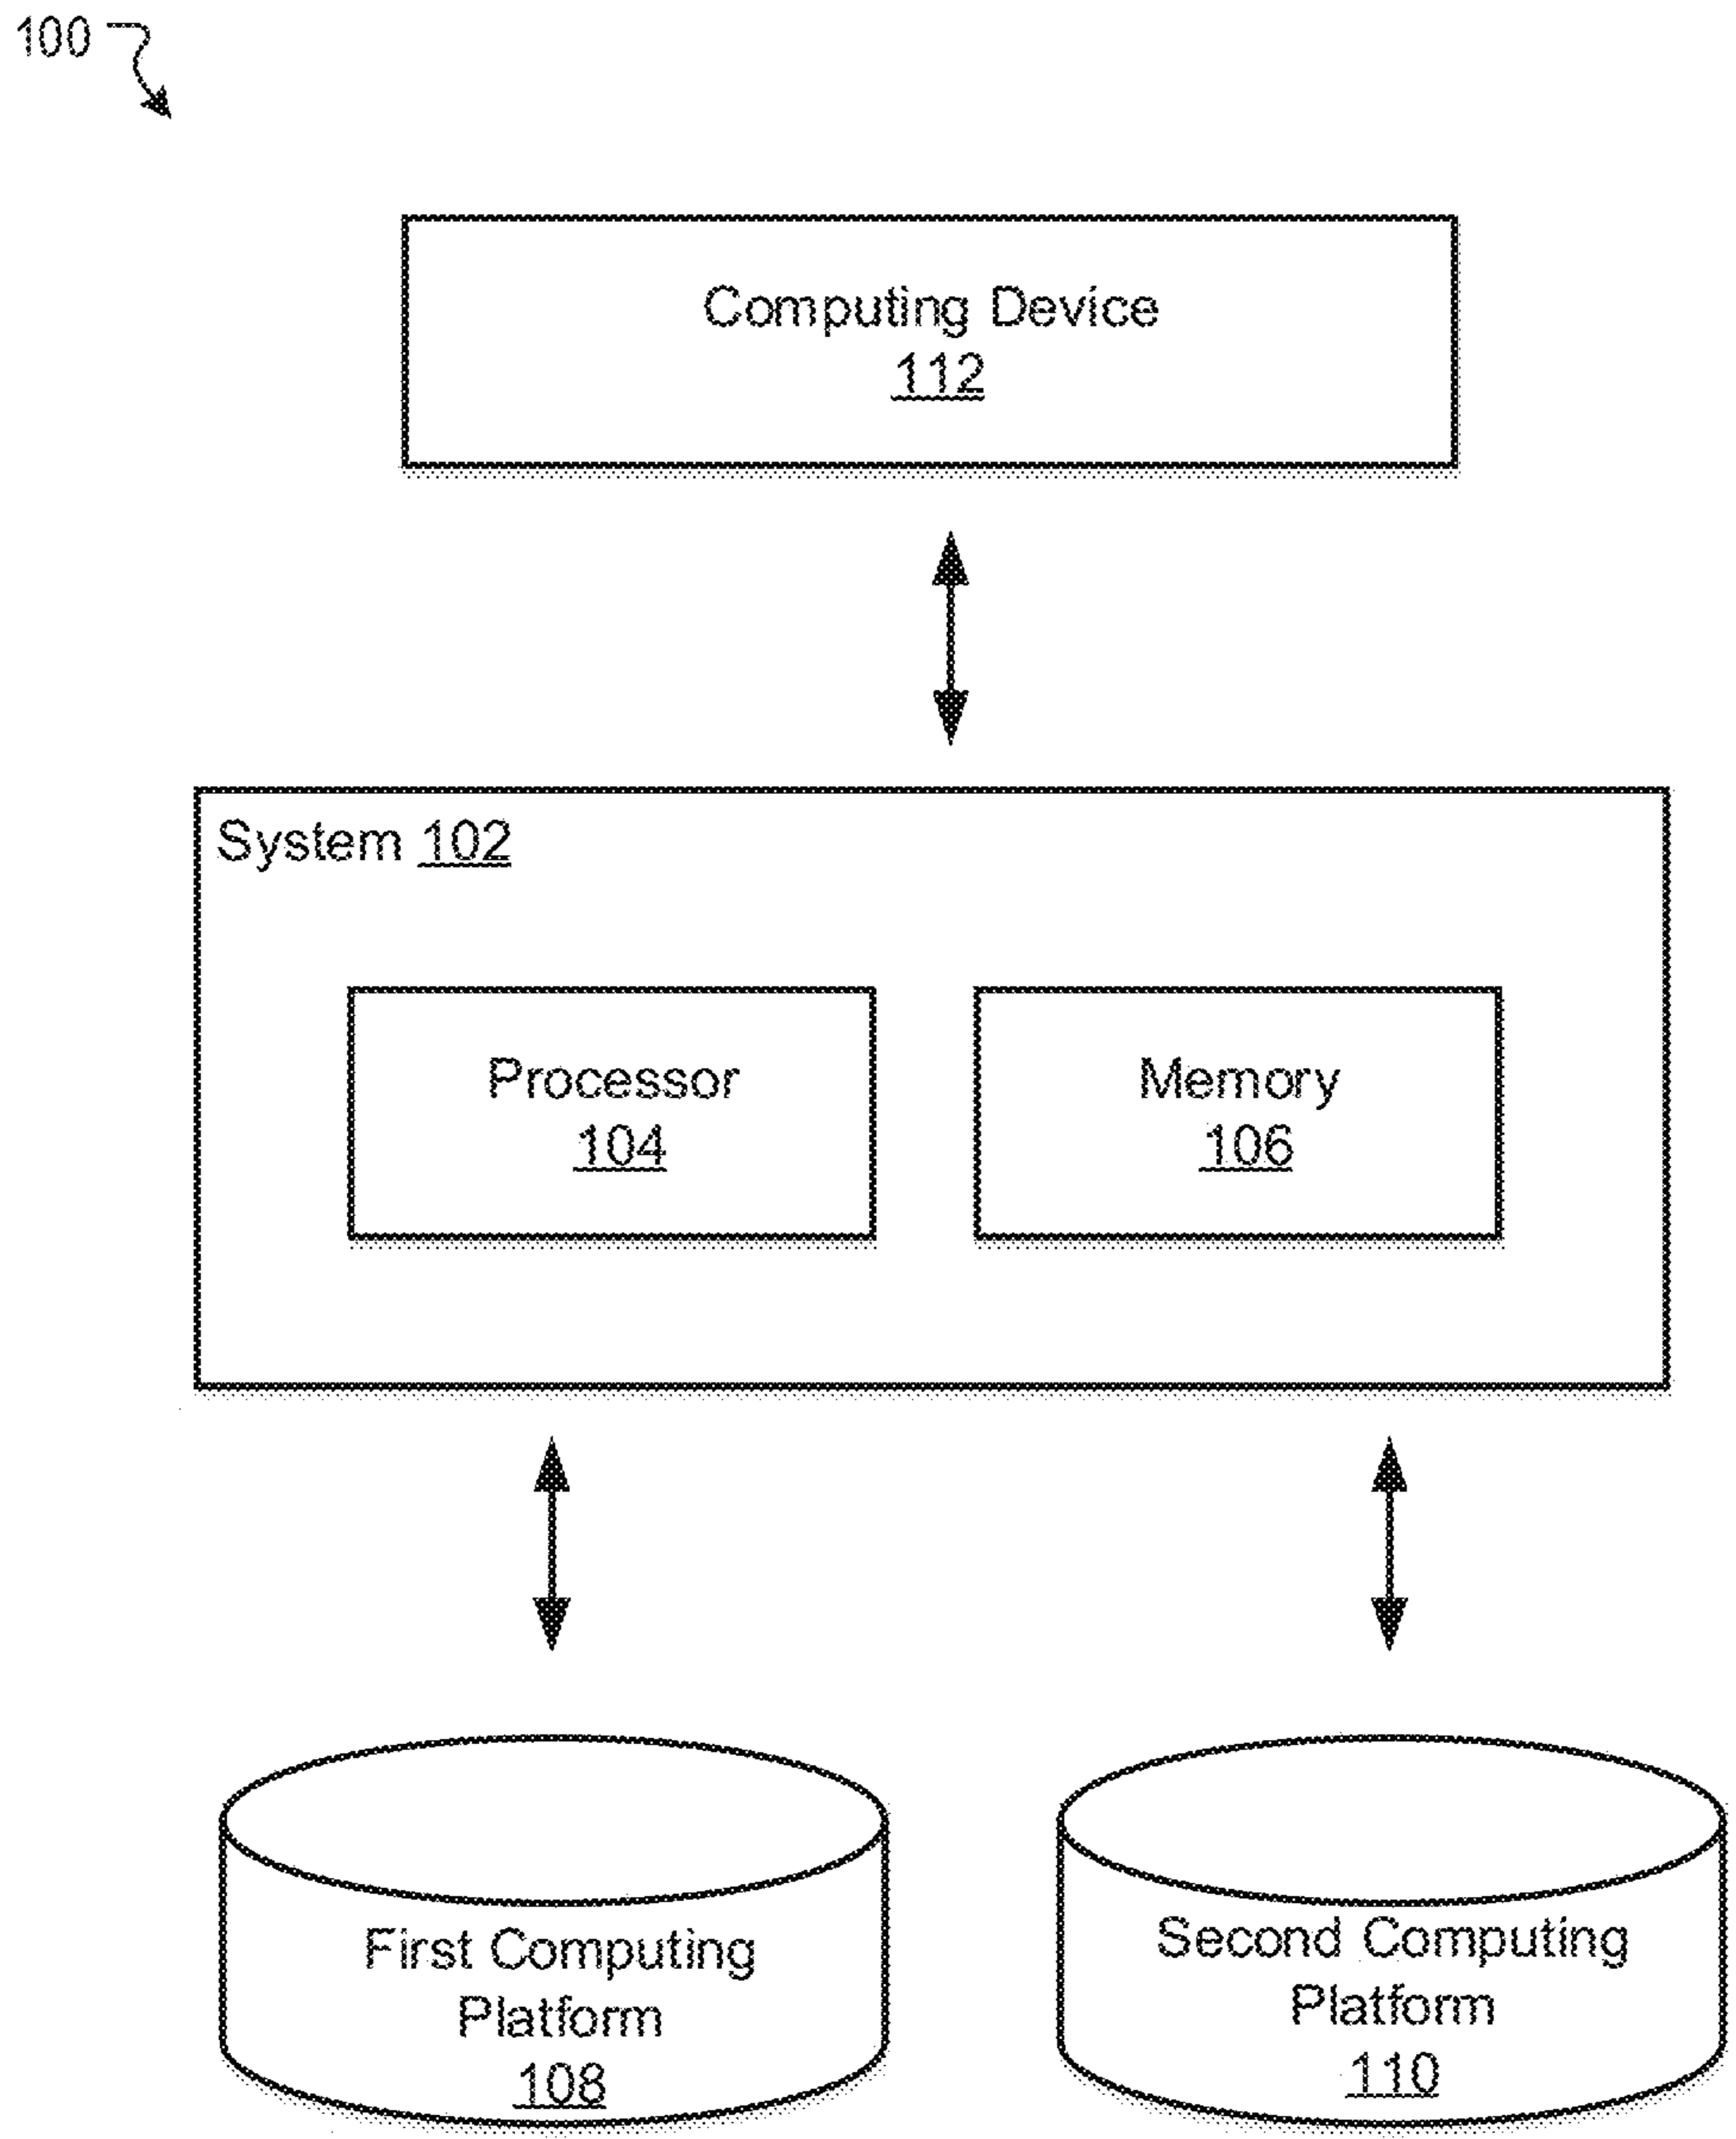 100
Computing Device
112
System 102
Processor
104
Memory
106
First Computing
Platform
108
Second Computing
Platform
110